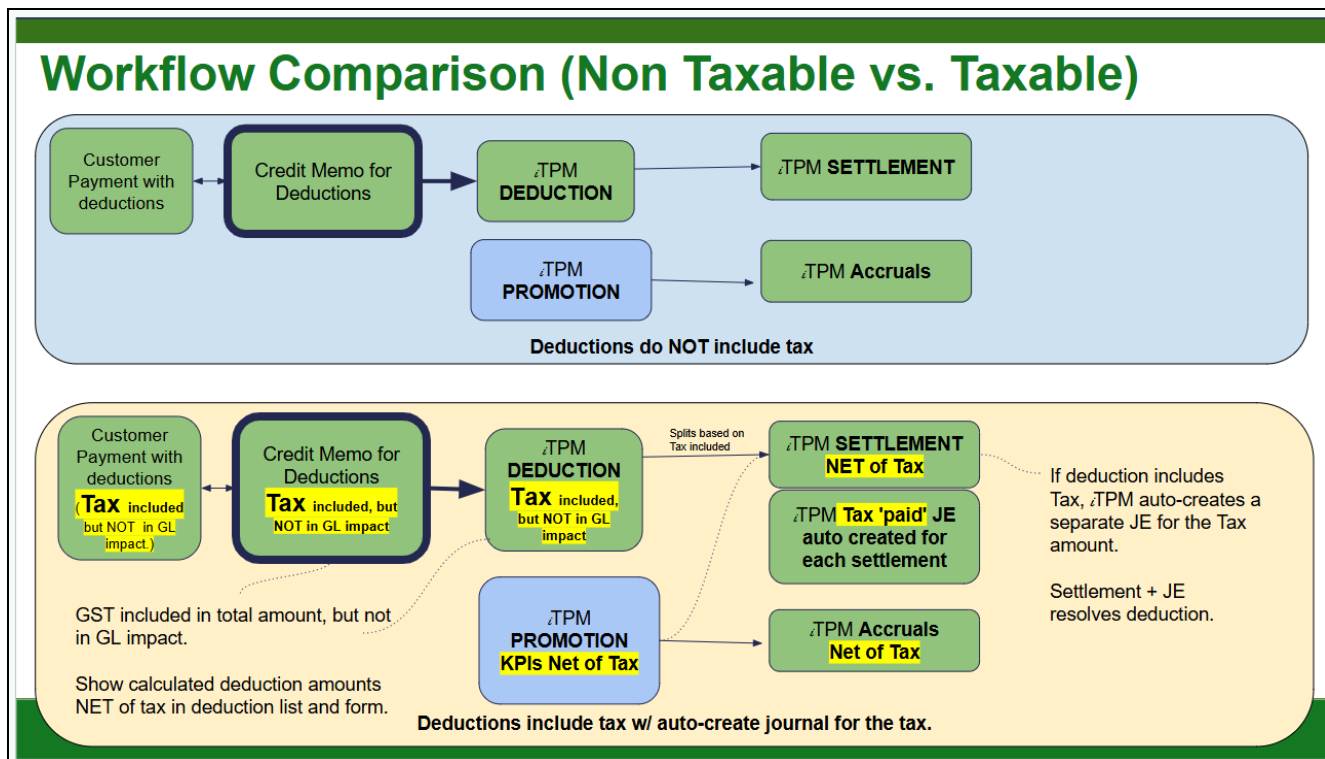 Workflow Comparison (Non Taxable vs. Taxable)
Customer
Payment with
deductions
Credit Memo for
Deductions
iTPM
DEDUCTION
iTPM SETTLEMENT
iTPM
PROMOTION
iTPM Accruals
Deductions do NOT include tax
Customer
Payment with
deductions
(Tax included
but NOT in GL
impact.)
Credit Memo for
Deductions
Tax included, but
NOT in GL impact
iTPM
DEDUCTION
Tax included,
but NOT in GL
impact
Splits based on
Tax included
iTPM SETTLEMENT
NET of Tax
iTPM Tax 'paid' JE
auto created for
each settlement
If deduction includes
Tax, iTPM auto-creates a
separate JE for the Tax
amount.
Settlement + JE
resolves deduction.
GST included in total amount, but not
in GL impact.
Show calculated deduction amounts
NET of tax in deduction list and form.
iTPM
PROMOTION
KPIs Net of Tax
iTPM Accruals
Net of Tax
Deductions include tax w/ auto-create journal for the tax.